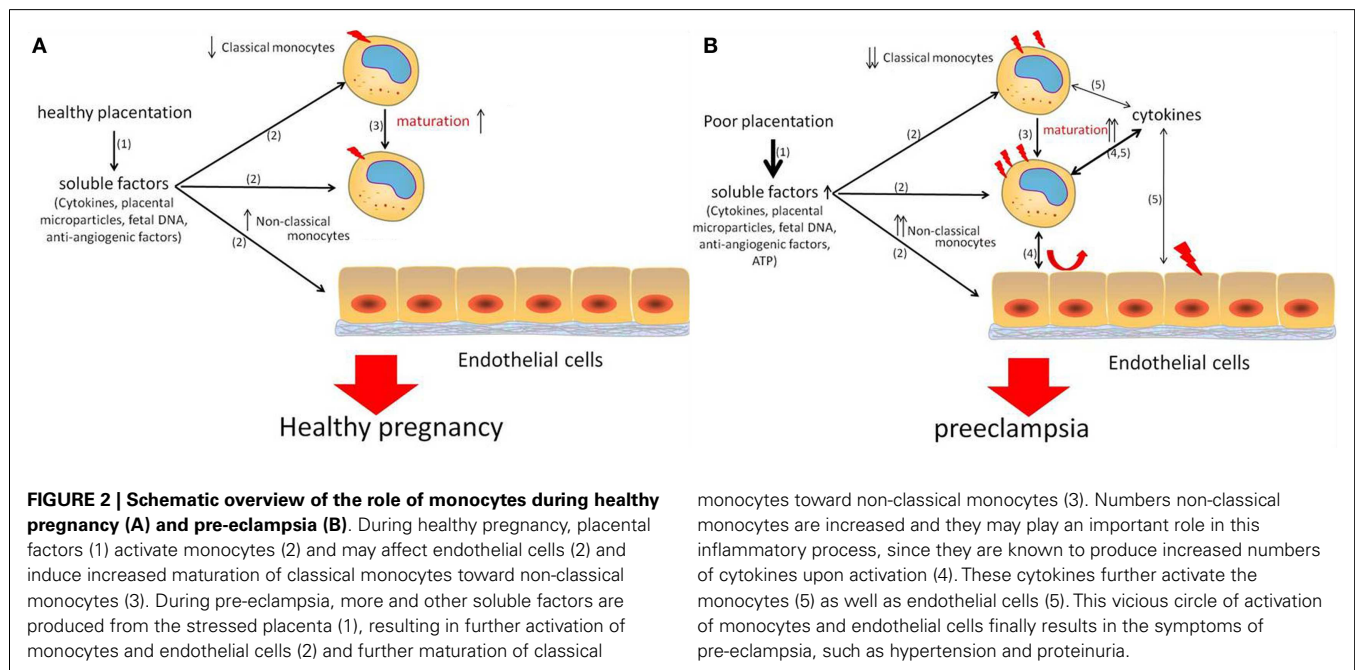 A
↓ Classical monocytes
healthy placentation
(1)
(2)
(3) maturation ↑
soluble factors
(Cytokines, placental
microparticles, fetal DNA,
anti-angiogenic factors)
(2)
↑ Non-classical
monocytes
(2)
Endothelial cells
Healthy pregnancy
B
↓↓ Classical monocytes
(5)
cytokines
Poor placentation
(1)
(2)
(3) maturation ↑↑
(4,5)
soluble factors ↑
(Cytokines, placental
microparticles, fetal DNA,
anti-angiogenic factors,
ATP)
(2)
(5)
↑↑ Non-classical
monocytes
(2)
(4)
Endothelial cells
preeclampsia
FIGURE 2 | Schematic overview of the role of monocytes during healthy
pregnancy (A) and pre-eclampsia (B). During healthy pregnancy, placental
factors (1) activate monocytes (2) and may affect endothelial cells (2) and
induce increased maturation of classical monocytes toward non-classical
monocytes (3). During pre-eclampsia, more and other soluble factors are
produced from the stressed placenta (1), resulting in further activation of
monocytes and endothelial cells (2) and further maturation of classical
monocytes toward non-classical monocytes (3). Numbers non-classical
monocytes are increased and they may play an important role in this
inflammatory process, since they are known to produce increased numbers
of cytokines upon activation (4). These cytokines further activate the
monocytes (5) as well as endothelial cells (5). This vicious circle of activation
of monocytes and endothelial cells finally results in the symptoms of
pre-eclampsia, such as hypertension and proteinuria.